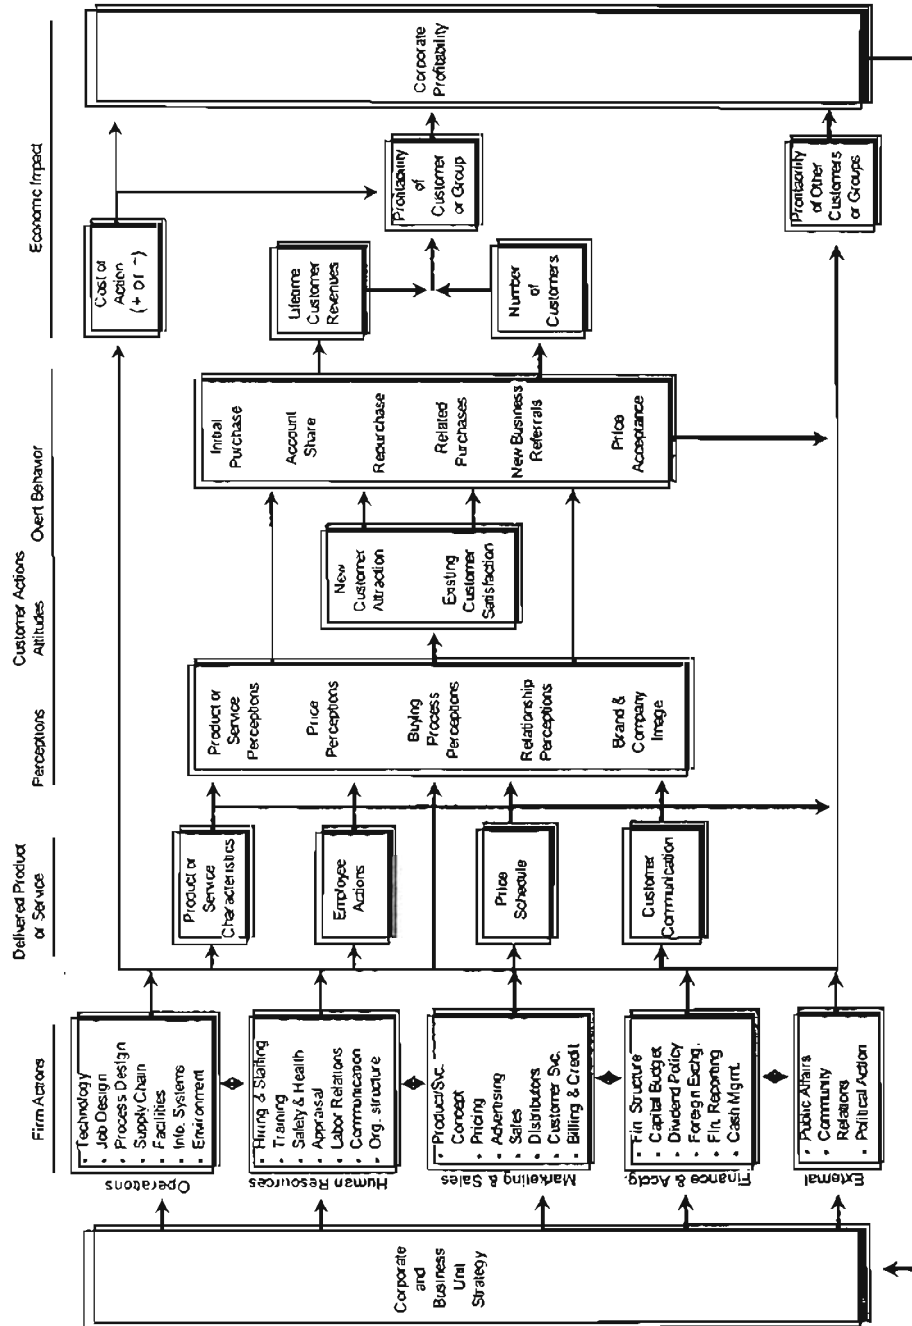 Firm Actions
Delivered Product
or Service
Customer Actions
Perceptions
Attitudes
Overt Behavior
Economic Impact
Corporate
and
Business
Unit
Strategy
Operations
• Technology
• Job Design
• Process Design
• Supply Chain
• Facilities
• Info. Systems
• Environment
Human Resources
• Hiring & Staffing
• Training
• Safety & Health
• Appraisal
• Labor Relations
• Communication
• Org. structure
Marketing & Sales
• Product/Svc.
Concept
• Pricing
• Advertising
• Sales
• Distributors
• Customer Svc.
• Billing & Credit
Finance & Acctg.
• Fin. Structure
• Capital Budget
• Dividend Policy
• Foreign Exchg.
• Fin. Reporting
• Cash Mgmt.
External
• Public Affairs
• Community
• Relations
• Political Action
Product or
Service
Characteristics
Employee
Actions
Price
Schedule
Customer
Communication
Product or
Service
Perceptions
Price
Perceptions
Buying
Process
Perceptions
Relationship
Perceptions
Brand &
Company
Image
New
Customer
Attraction
Existing
Customer
Satisfaction
Initial
Purchase
Account
Share
Repurchase
Related
Purchases
New Business
Referrals
Price
Acceptance
Cost of
Action
(+ or −)
Lifetime
Customer
Revenues
Number
of
Customers
Profitability
of
Customer
or Group
Profitability
of Other
Customers
or Groups
Corporate
Profitability